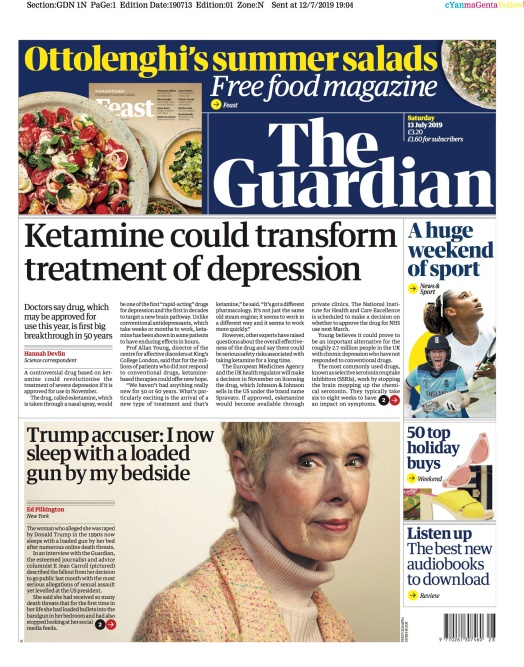 Section:GDN 1N PaGe:1 Edition Date:190713 Edition:01 Zone:N Sent at 12/7/2019 19:04
cYanmaGentaYellow
Ottolenghi's summer salads
Free food magazine
Feast
Feast
Saturday
13 July 2019
£3.20
£1.60 for subscribers
The
Guardian
Ketamine could transform
treatment of depression
Doctors say drug, which
may be approved for
use this year, is first big
breakthrough in 50 years
Hannah Devlin
Science correspondent
A controversial drug based on ket-
amine could revolutionise the
treatment of severe depression if it is
approved for use in November.
The drug, called esketamine, which
is taken through a nasal spray, would
be one of the first "rapid-acting" drugs
for depression and the first in decades
to target a new brain pathway. Unlike
conventional antidepressants, which
take weeks or months to work, keta-
mine has been shown in some patients
to have enduring effects in hours.
Prof Allan Young, director of the
centre for affective disorders at King's
College London, said that for the mil-
lions of patients who did not respond
to conventional drugs, ketamine-
based therapies could offer new hope.
"We haven't had anything really
new for 50 or 60 years. What's par-
ticularly exciting is the arrival of a
new type of treatment and that's
ketamine," he said. "It's got a different
pharmacology. It's not just the same
old steam engine; it seems to work in
a different way and it seems to work
more quickly."
However, other experts have raised
questions about the overall effective-
ness of the drug and say there could
be serious safety risks associated with
taking ketamine for a long time.
The European Medicines Agency
and the UK health regulator will make
a decision in November on licensing
the drug, which Johnson & Johnson
sells in the US under the brand name
Spravato. If approved, esketamine
would become available through
private clinics. The National Insti-
tute for Health and Care Excellence
is scheduled to make a decision on
whether to approve the drug for NHS
use next March.
Young believes it could prove to
be an important alternative for the
roughly 2.7 million people in the UK
with chronic depression who have not
responded to conventional drugs.
The most commonly used drugs,
known as selective serotonin reuptake
inhibitors (SSRIs), work by stopping
the brain mopping up the chemi-
cal serotonin. They typically take
six to eight weeks to have
an impact on symptoms.
2
A huge
weekend
of sport
News &
Sport
Trump accuser: I now
sleep with a loaded
gun by my bedside
Ed Pilkington
New York
The woman who alleged she was raped
by Donald Trump in the 1990s now
sleeps with a loaded gun by her bed
after numerous online death threats.
In an interview with the Guardian,
the esteemed journalist and advice
columnist E Jean Carroll (pictured)
described the fallout from her decision
to go public last month with the most
serious allegations of sexual assault
yet levelled at the US president.
She said she had received so many
death threats that for the first time in
her life she had loaded bullets into the
handgun in her bedroom and had also
stopped looking at her social
media feeds.
2
50 top
holiday
buys
Weekend
Listen up
The best new
audiobooks
to download
Review